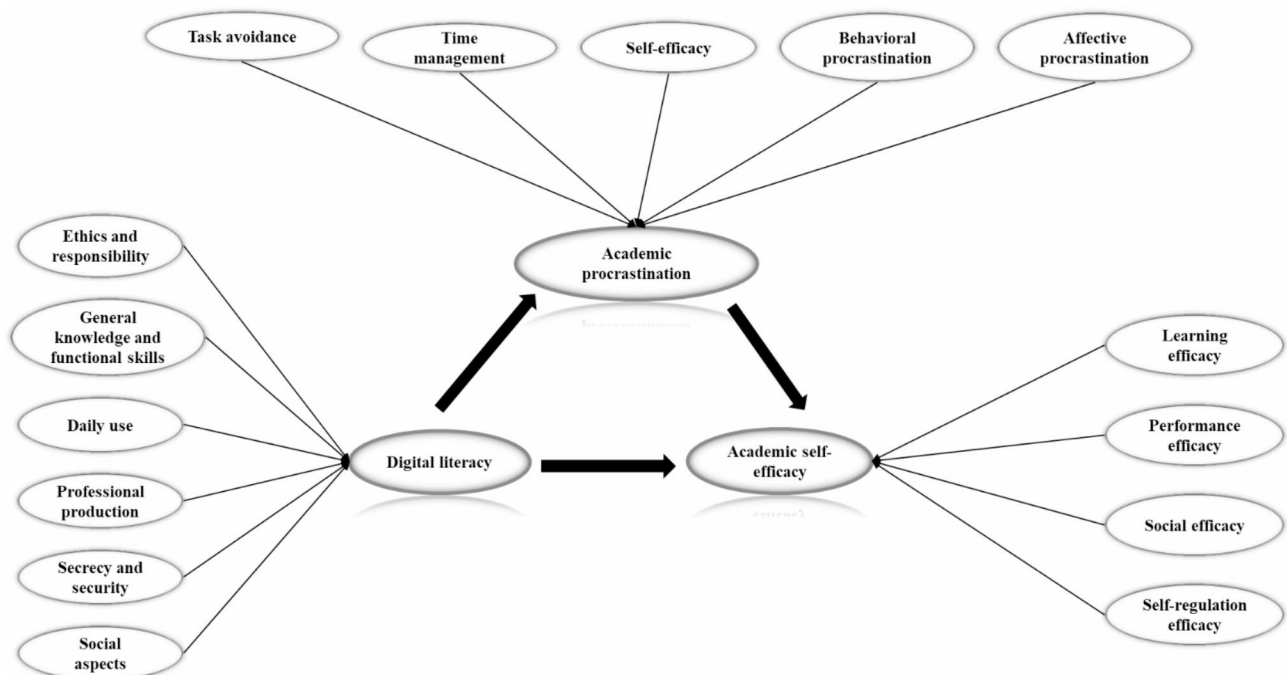 Task avoidance
Time
management
Self-efficacy
Behavioral
procrastination
Affective
procrastination
Academic
procrastination
Ethics and
responsibility
General
knowledge and
functional skills
Daily use
Professional
production
Secrecy and
security
Social
aspects
Digital literacy
Academic self-
efficacy
Learning
efficacy
Performance
efficacy
Social efficacy
Self-regulation
efficacy